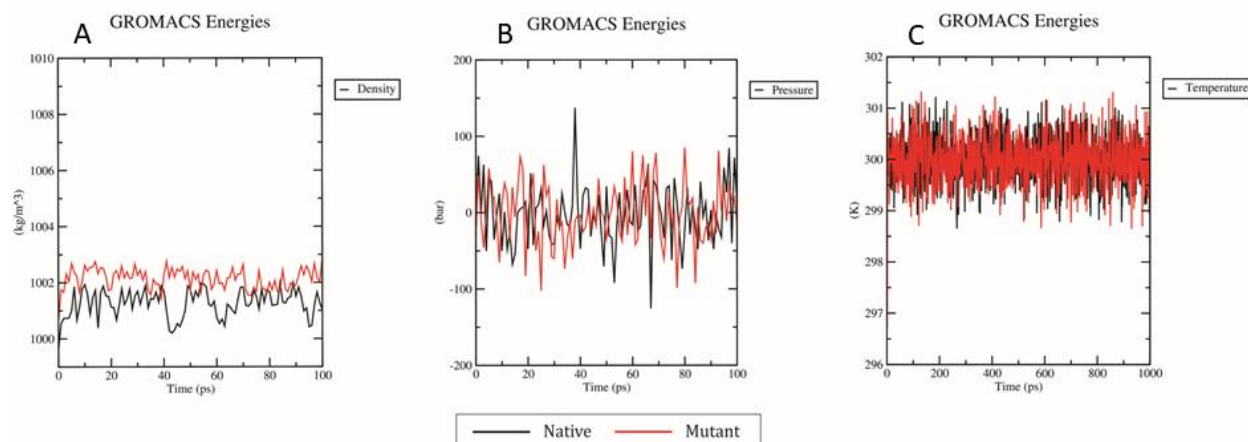 A
GROMACS Energies
1010
1008
1006
1004
1002
1000
(kg/m^3)
0 20 40 60 80 100
Time (ps)
Density
B
GROMACS Energies
200
100
0
-100
-200
(bar)
0 20 40 60 80 100
Time (ps)
Pressure
C
GROMACS Energies
302
301
300
299
298
297
296
(K)
0 200 400 600 800 1000
Time (ps)
Temperature
Native Mutant